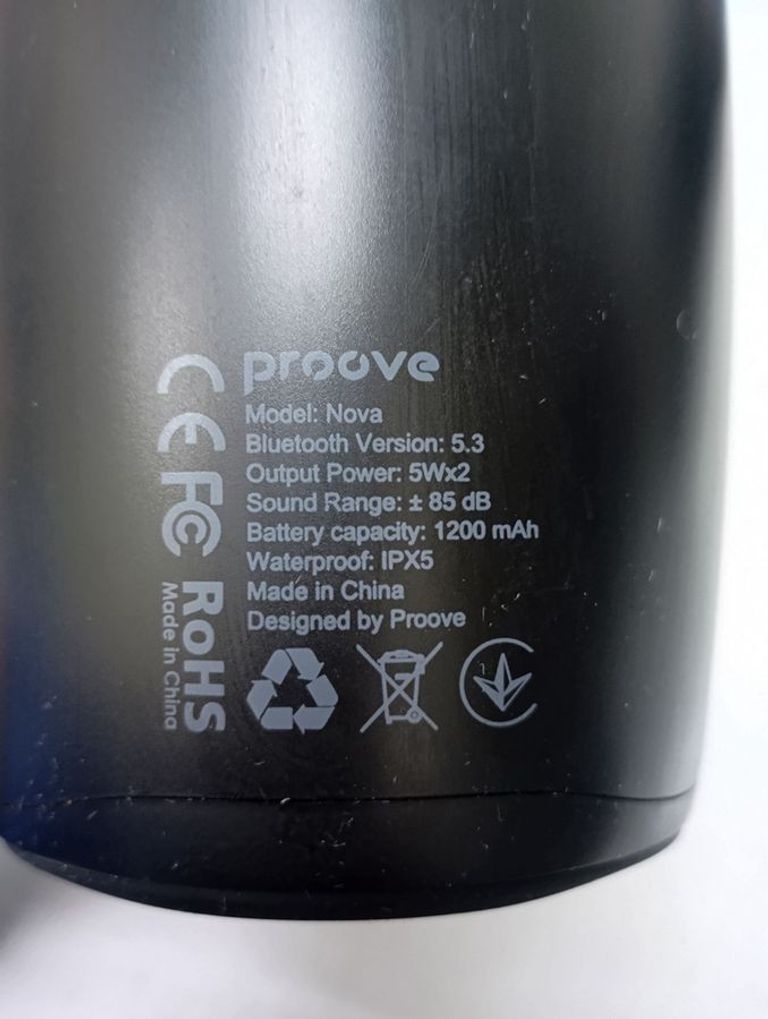 proove
Model: Nova
Bluetooth Version: 5.3
Output Power: 5Wx2
Sound Range: ± 85 dB
Battery capacity: 1200 mAh
Waterproof: IPX5
Made in China
Designed by Proove
CE FC RoHS
Made in China